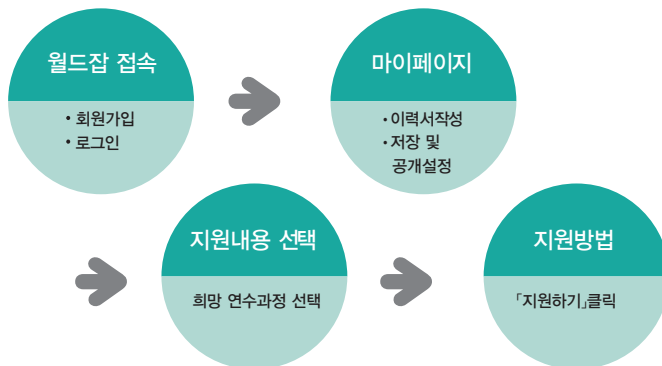 월드잡 접속
• 회원가입
• 로그인
마이페이지
• 이력서작성
• 저장 및
공개설정
지원내용 선택
희망 연수과정 선택
지원방법
「지원하기」클릭